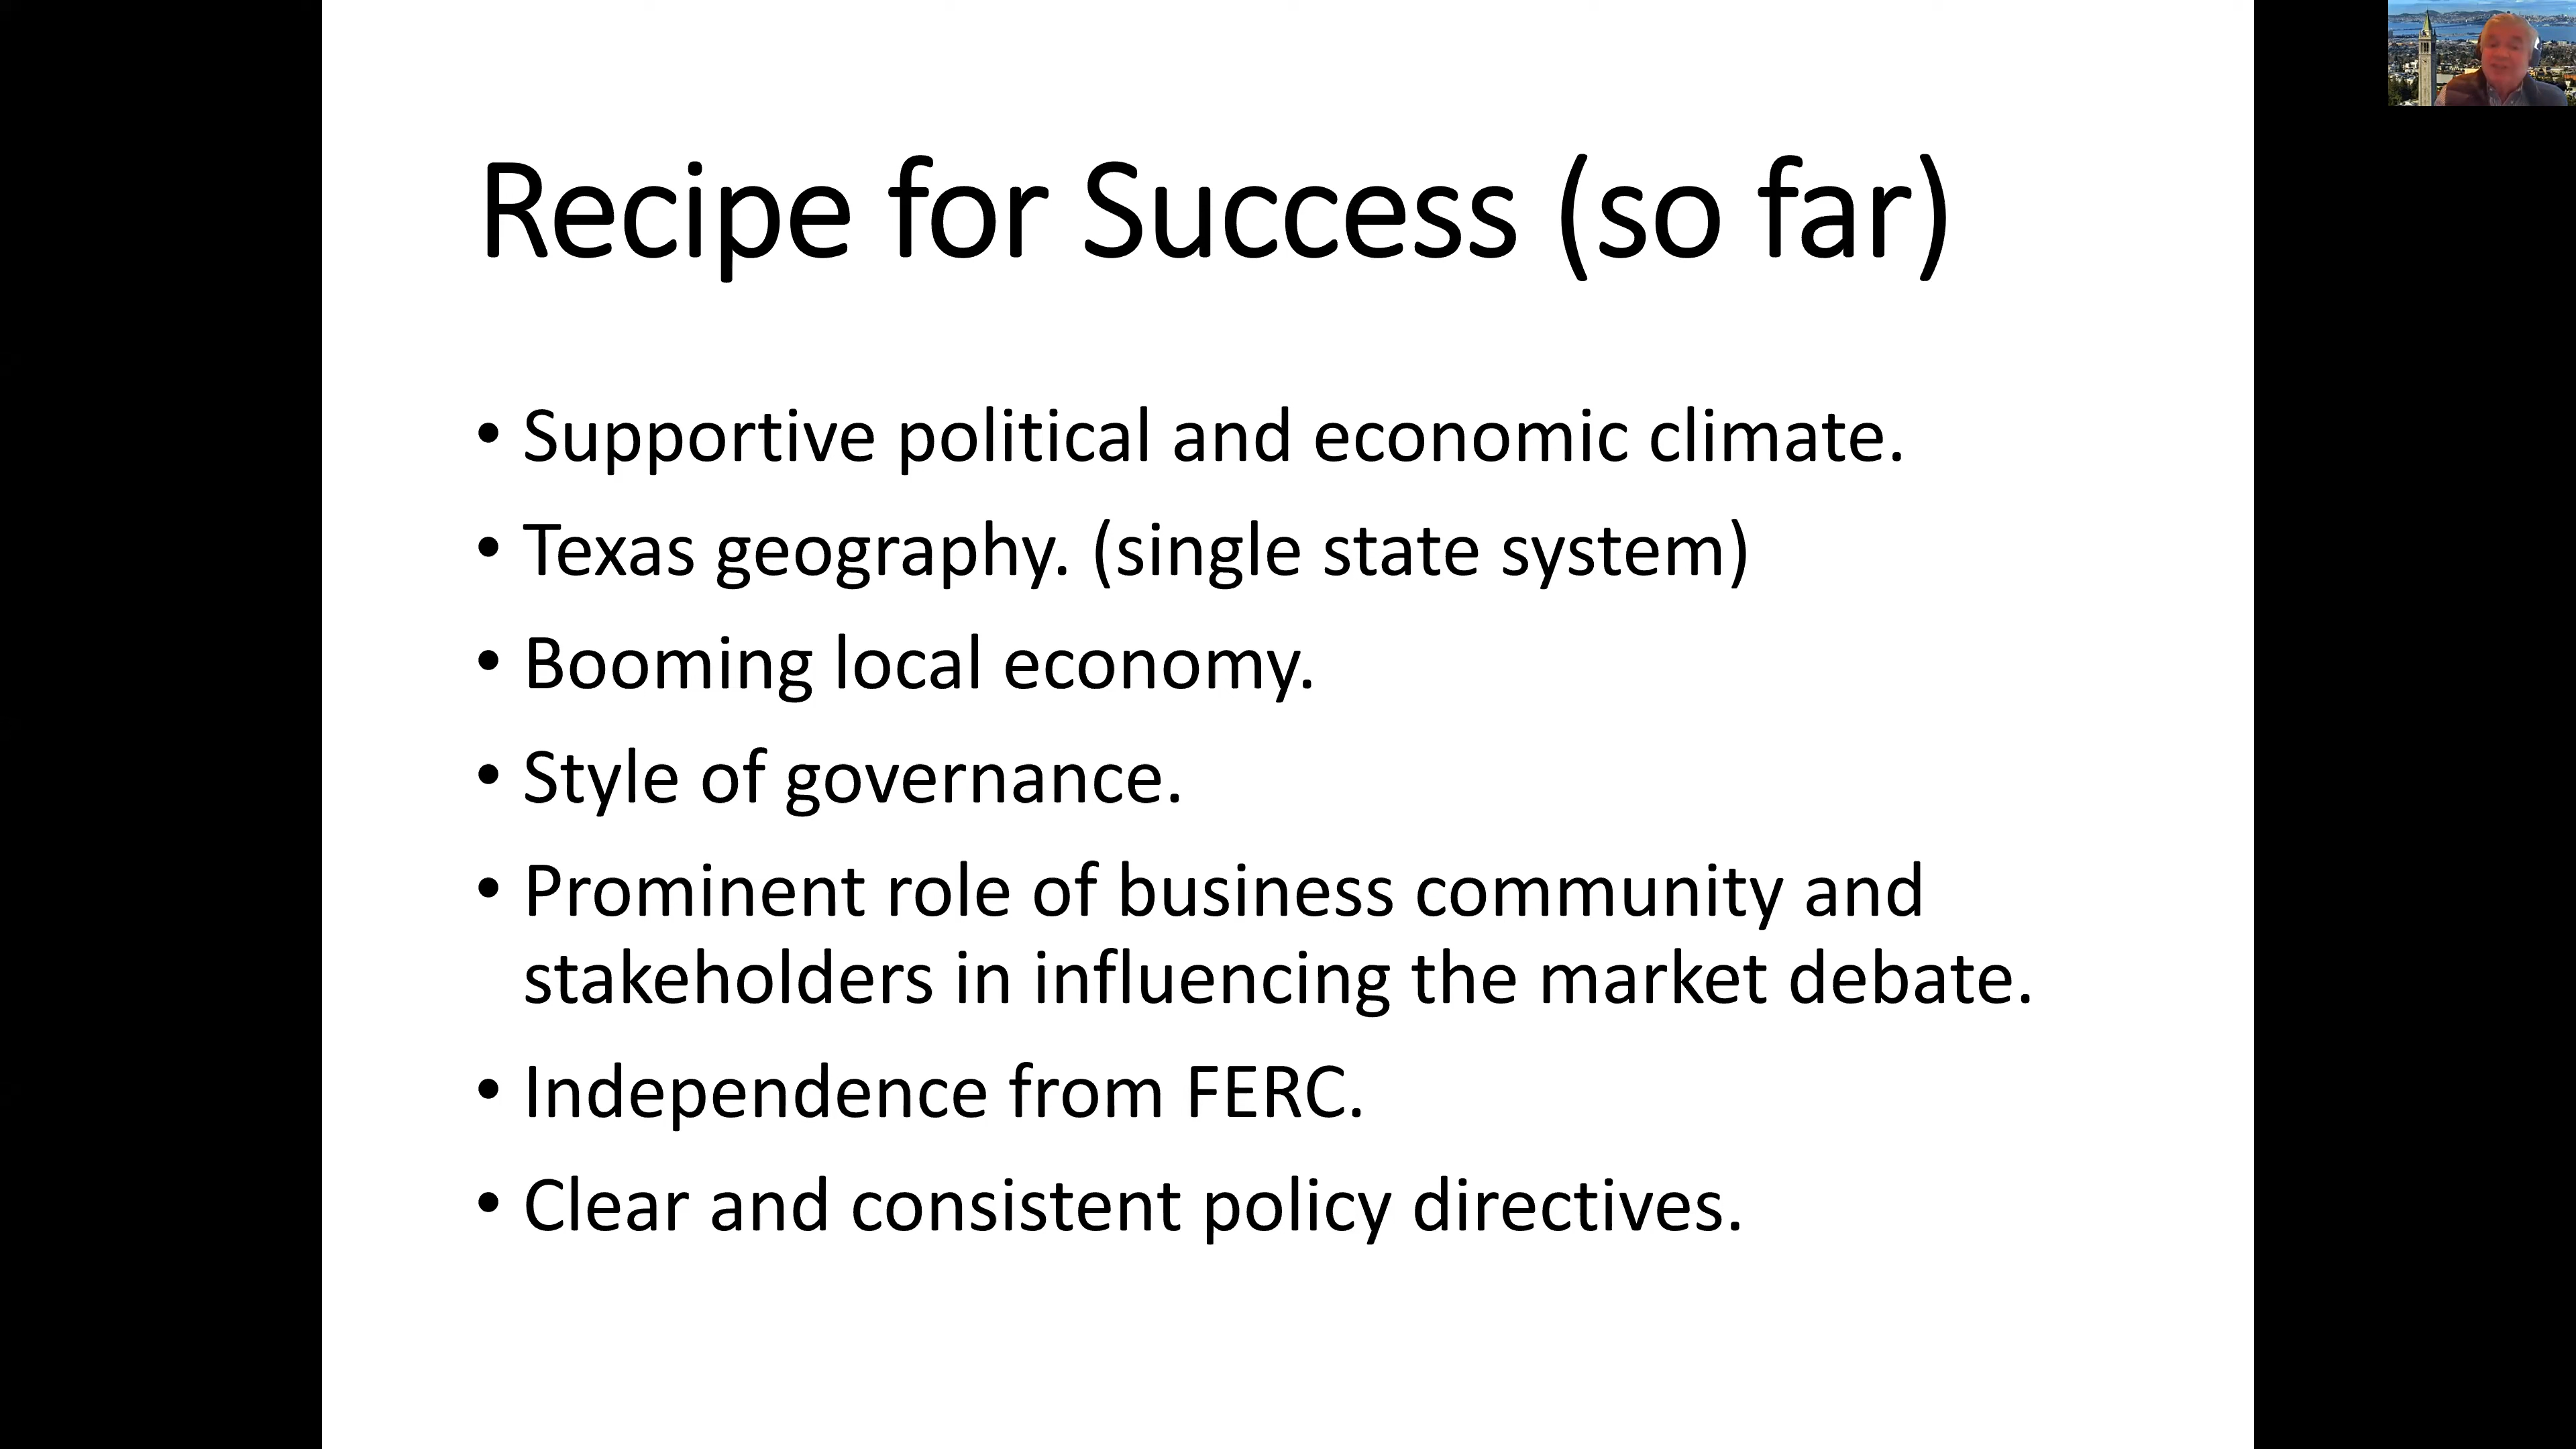 Recipe for Success (so far)
• Supportive political and economic climate.
• Texas geography. (single state system)
• Booming local economy.
• Style of governance.
• Prominent role of business community and
stakeholders in influencing the market debate.
• Independence from FERC.
• Clear and consistent policy directives.